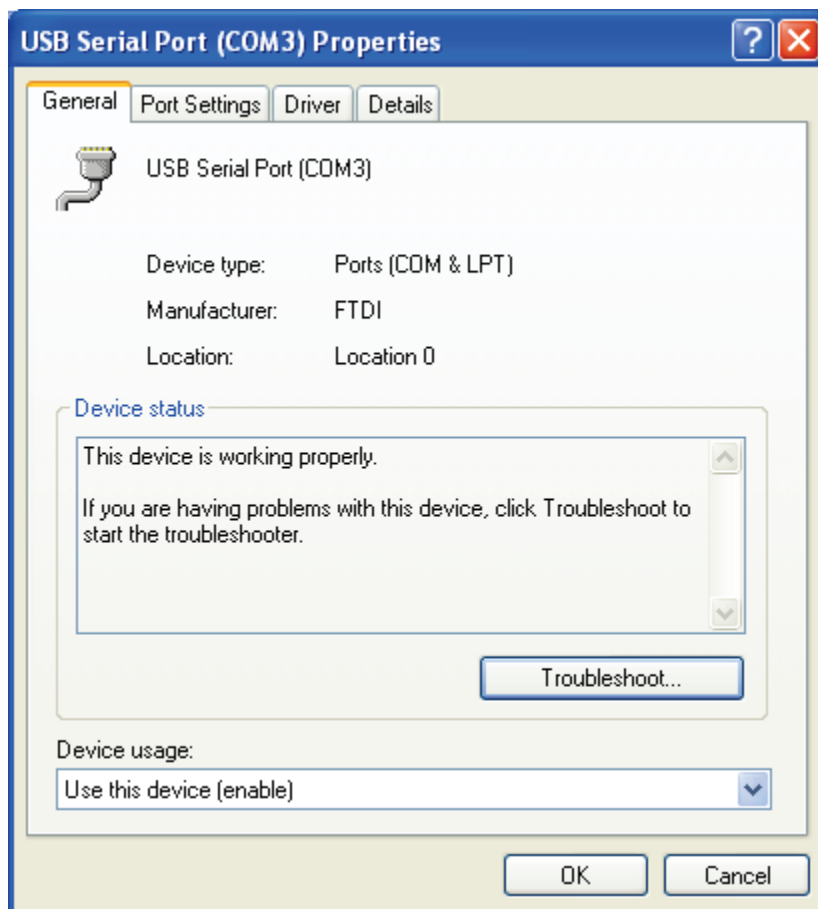 USB Serial Port (COM3) Properties
General Port Settings Driver Details
USB Serial Port (COM3)
Device type: Ports (COM & LPT)
Manufacturer: FTDI
Location: Location 0
Device status
This device is working properly.
If you are having problems with this device, click Troubleshoot to
start the troubleshooter.
Troubleshoot...
Device usage:
Use this device (enable)
OK Cancel